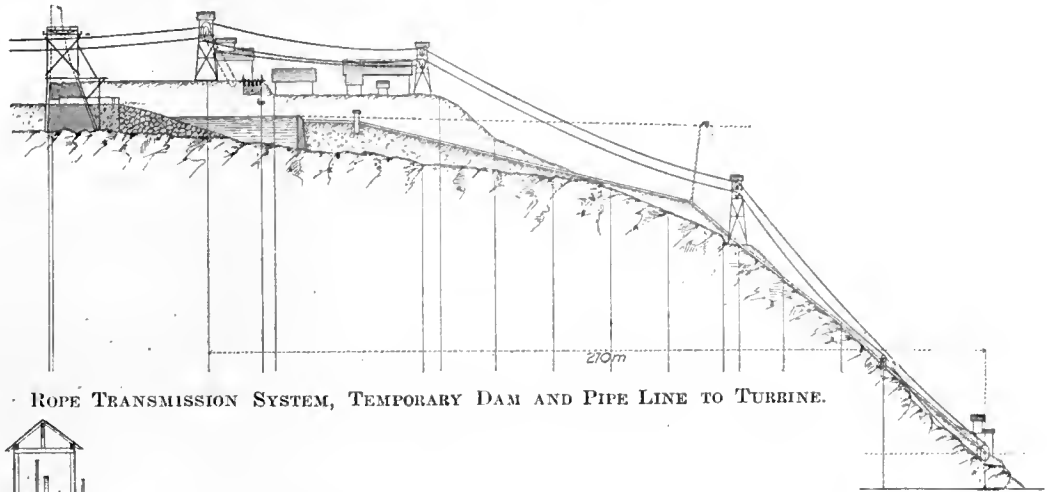 270m
ROPE TRANSMISSION SYSTEM, TEMPORARY DAM AND PIPE LINE TO TURBINE.